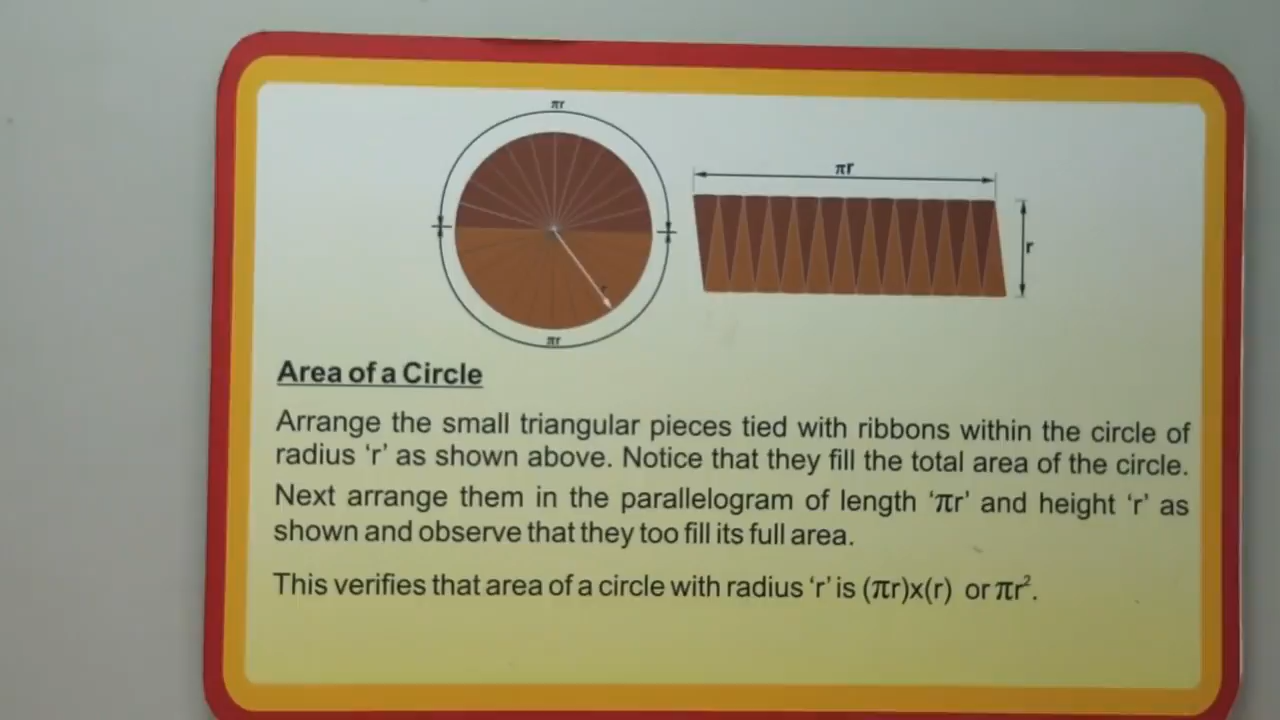 πr
πr
r
r
πr
Area of a Circle
Arrange the small triangular pieces tied with ribbons within the circle of
radius ‘r’ as shown above. Notice that they fill the total area of the circle.
Next arrange them in the parallelogram of length ‘πr’ and height ‘r’ as
shown and observe that they too fill its full area.
This verifies that area of a circle with radius ‘r’ is (πr)x(r) or πr².